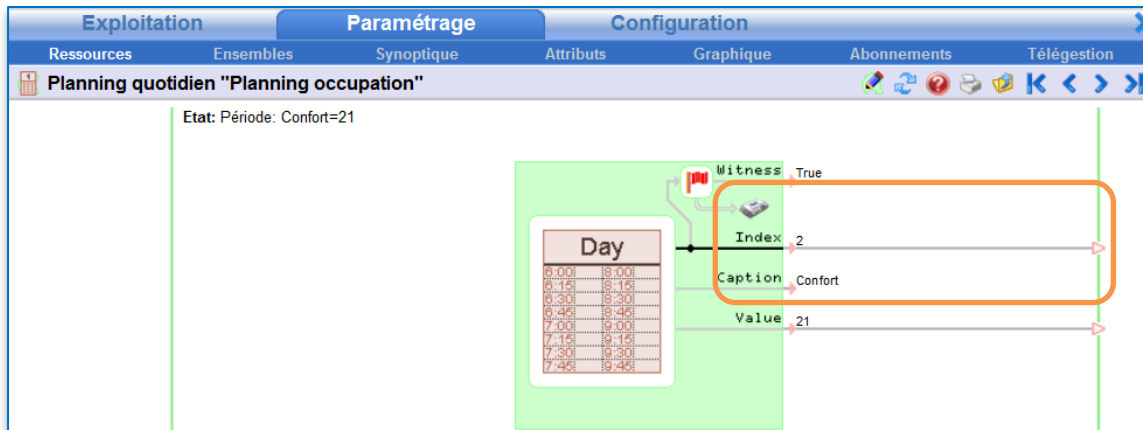 Exploitation Paramétrage Configuration
Ressources Ensembles Synoptique Attributs Graphique Abonnements Télégestion
Planning quotidien "Planning occupation"
Etat: Période: Confort=21
Witness True
Index 2
Caption Confort
Value 21
Day
6:00 8:00
6:15 8:15
6:30 8:30
6:45 8:45
7:00 9:00
7:15 9:15
7:30 9:30
7:45 9:45